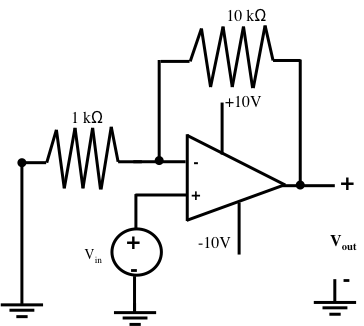 10 kΩ
+10V
1 kΩ
-
+
+
-10V
V_out
+
V_in
-
-